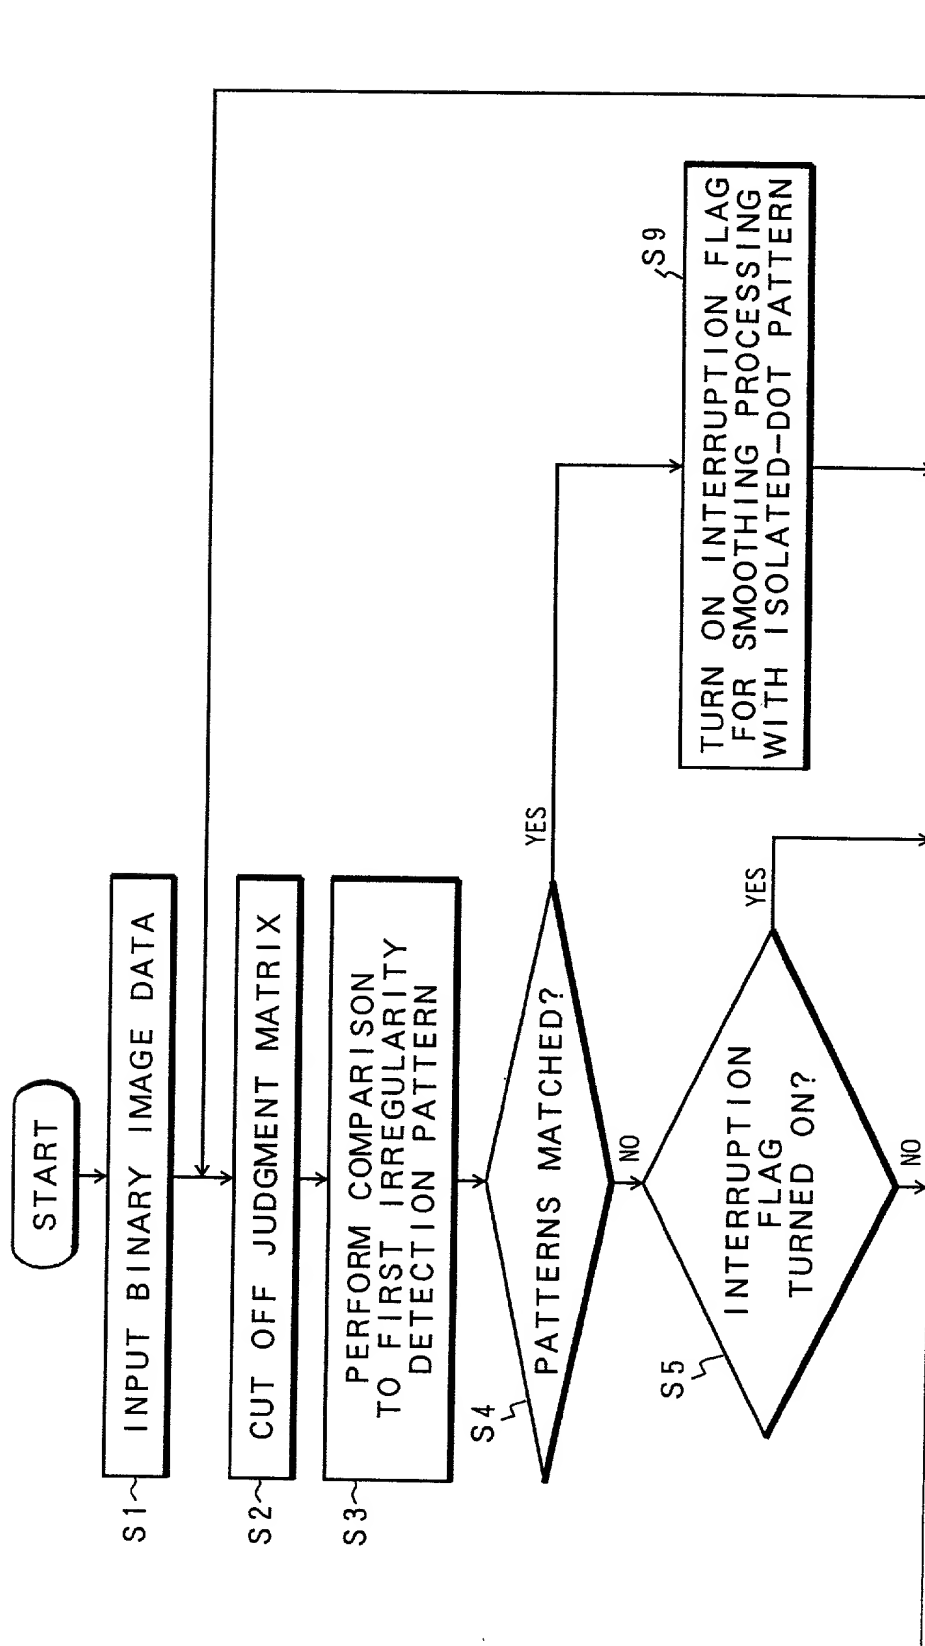 START
S1
INPUT BINARY IMAGE DATA
S2
CUT OFF JUDGMENT MATRIX
S3
PERFORM COMPARISON
TO FIRST IRREGULARITY
DETECTION PATTERN
S4
PATTERNS MATCHED?
YES
NO
S5
INTERRUPTION
FLAG
TURNED ON?
YES
NO
S9
TURN ON INTERRUPTION FLAG
FOR SMOOTHING PROCESSING
WITH ISOLATED-DOT PATTERN